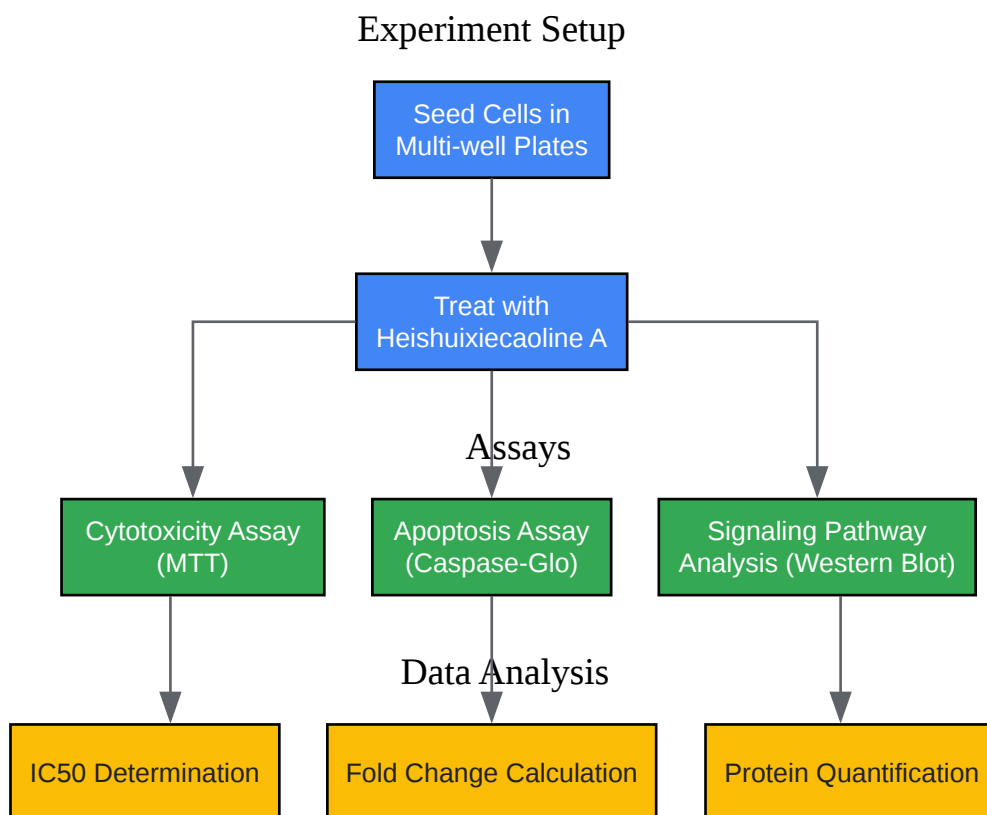 Experiment Setup
Seed Cells in
Multi-well Plates
Treat with
Heishuixiecaoline A
Assays
Cytotoxicity Assay
(MTT)
Apoptosis Assay
(Caspase-Glo)
Signaling Pathway
Analysis (Western Blot)
Data Analysis
IC50 Determination
Fold Change Calculation
Protein Quantification